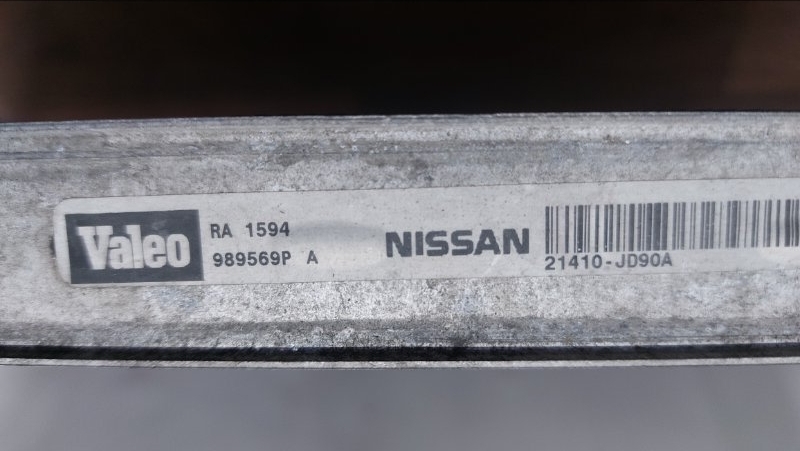 Valeo
RA 1594
989569P A
NISSAN
21410-JD90A